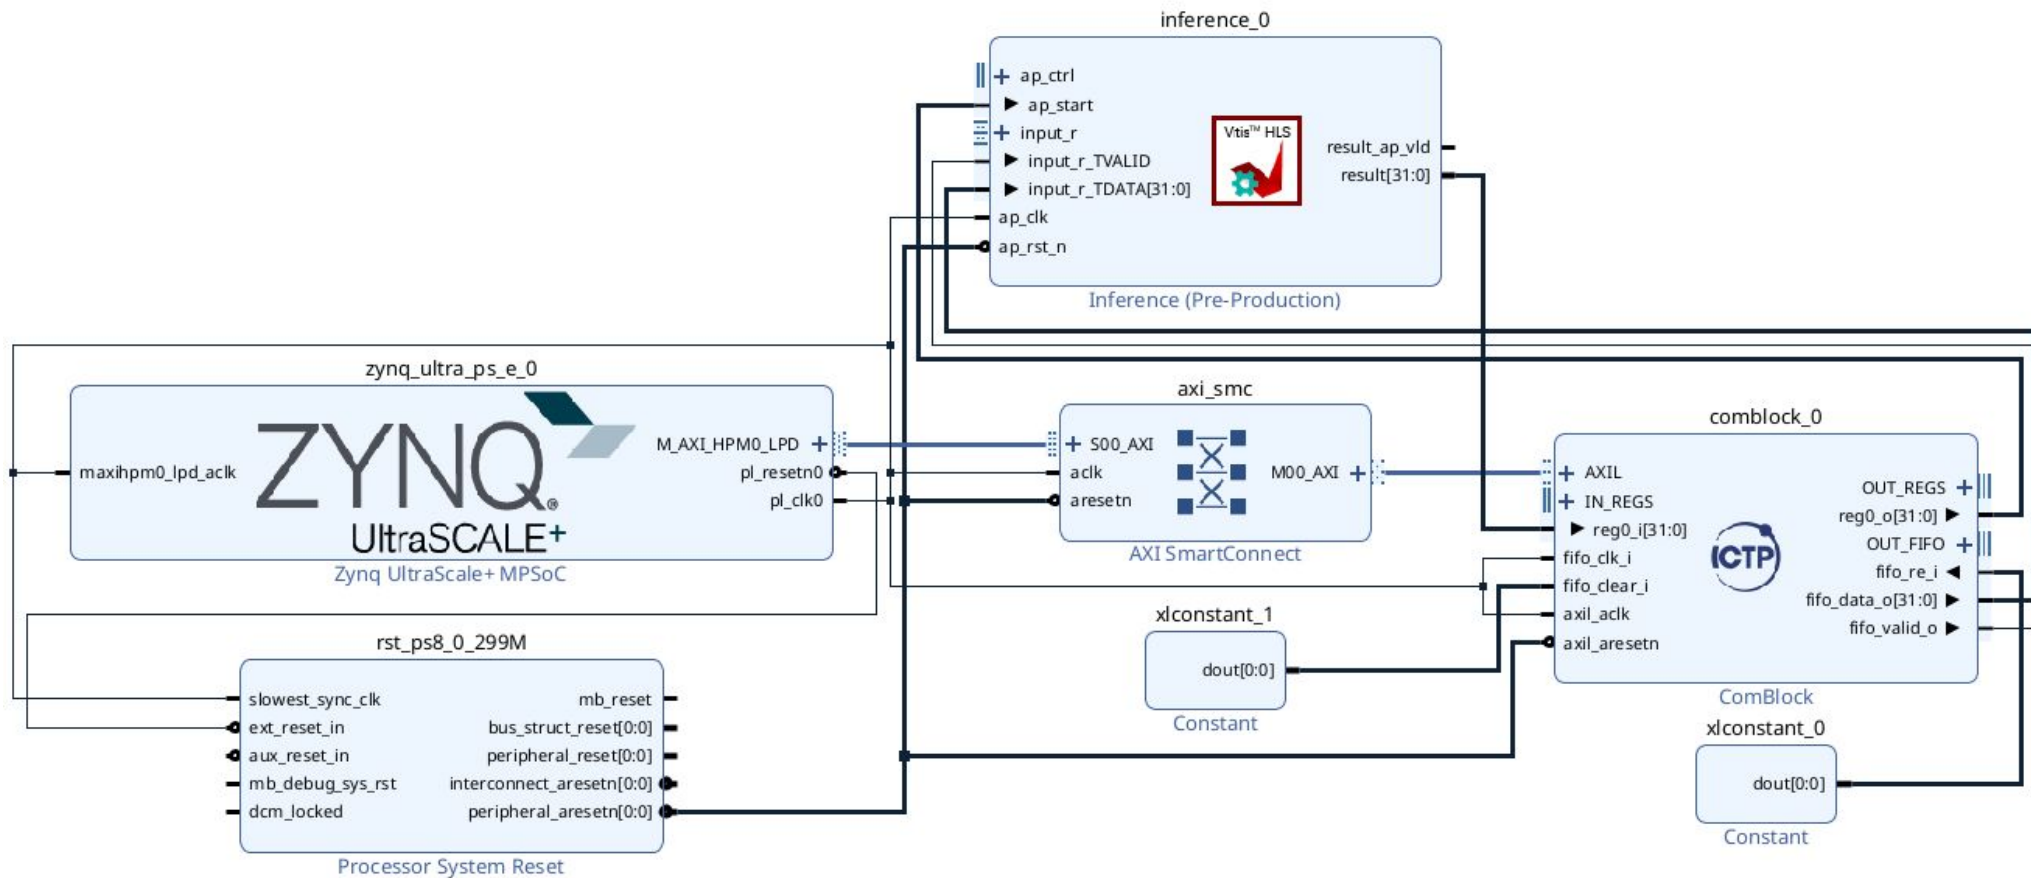 inference_0
ap_ctrl
ap_start
input_r
input_r_TVALID
input_r_TDATA[31:0]
ap_clk
ap_rst_n
Vitis™ HLS
result_ap_vld
result[31:0]
Inference (Pre-Production)
zynq_ultra_ps_e_0
maxihpm0_lpd_aclk
ZYNQ®
UltraSCALE+
M_AXI_HPM0_LPD
pl_resetn0
pl_clk0
Zynq UltraScale+ MPSoC
axi_smc
S00_AXI
aclk
aresetn
M00_AXI
AXI SmartConnect
comblock_0
AXIL
IN_REGS
reg0_i[31:0]
fifo_clk_i
fifo_clear_i
axil_aclk
axil_aresetn
ICTP
OUT_REGS
reg0_o[31:0]
OUT_FIFO
fifo_re_i
fifo_data_o[31:0]
fifo_valid_o
ComBlock
xlconstant_1
dout[0:0]
Constant
xlconstant_0
dout[0:0]
Constant
rst_ps8_0_299M
slowest_sync_clk
ext_reset_in
aux_reset_in
mb_debug_sys_rst
dcm_locked
mb_reset
bus_struct_reset[0:0]
peripheral_reset[0:0]
interconnect_aresetn[0:0]
peripheral_aresetn[0:0]
Processor System Reset